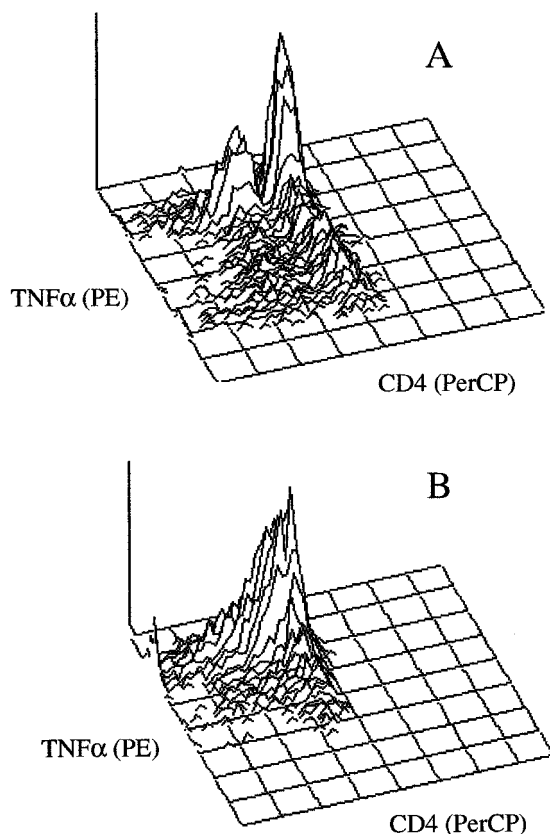 A
TNFα (PE)
CD4 (PerCP)
B
TNFα (PE)
CD4 (PerCP)